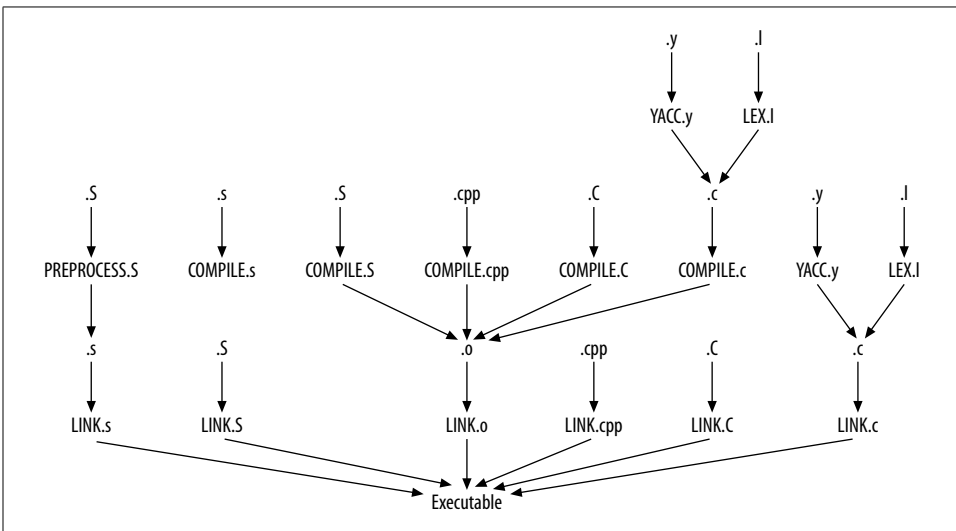 .y .l
YACC.y LEX.l
.S .s .S .cpp .C .c .y .l
PREPROCESS.S COMPILE.s COMPILE.S COMPILE.cpp COMPILE.C COMPILE.c YACC.y LEX.l
.s .S .o .cpp .C .c
LINK.s LINK.S LINK.o LINK.cpp LINK.C LINK.c
Executable